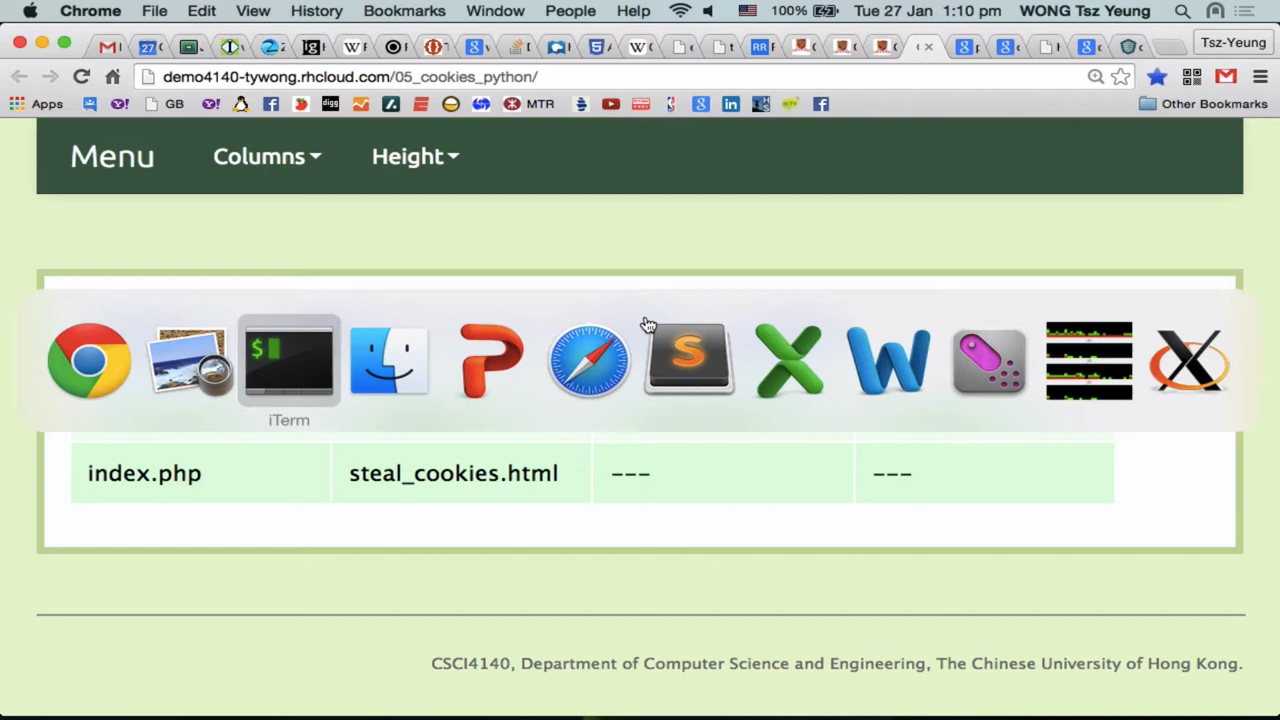 Chrome File Edit View History Bookmarks Window People Help 100% Tue 27 Jan 1:10 pm WONG Tsz Yeung
Tsz-Yeung
demo4140-tywong.rhcloud.com/05_cookies_python/
Apps GB MTR Other Bookmarks
Menu Columns Height
iTerm
index.php steal_cookies.html --- ---
CSCI4140, Department of Computer Science and Engineering, The Chinese University of Hong Kong.